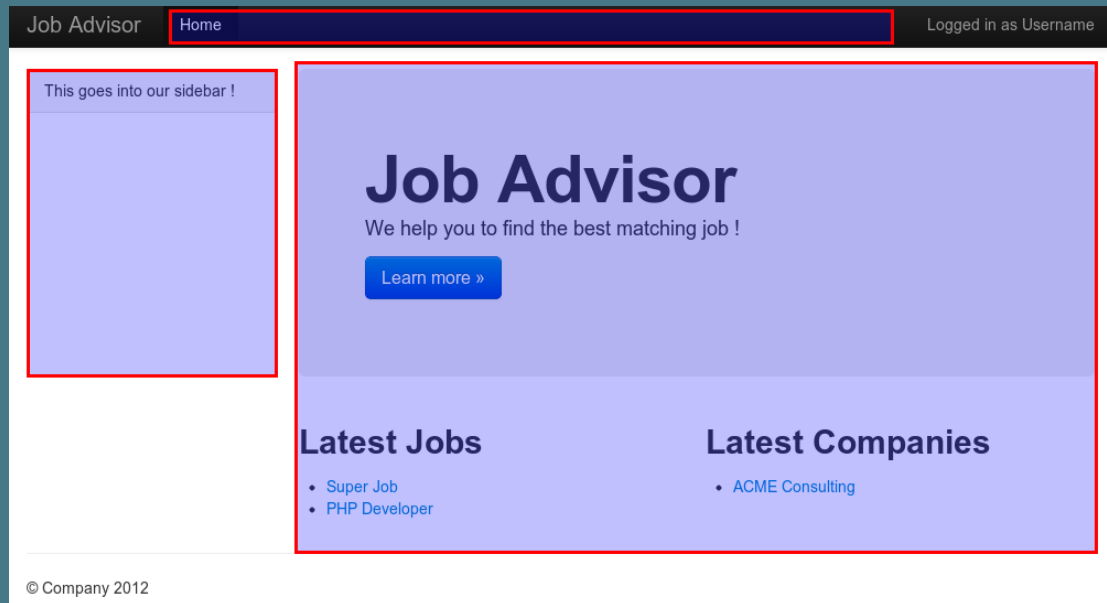 Job Advisor Home Logged in as Username
This goes into our sidebar !
Job Advisor
We help you to find the best matching job !
Learn more »
Latest Jobs
Super Job
PHP Developer
Latest Companies
ACME Consulting
© Company 2012